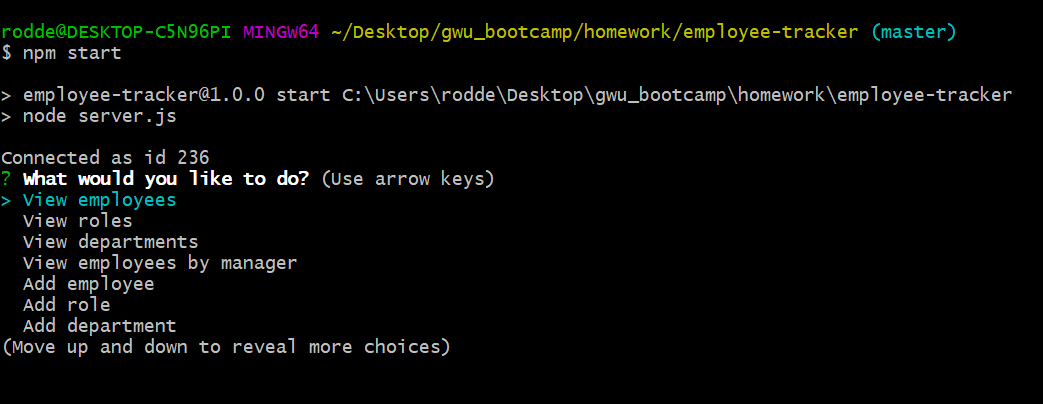 rodde@DESKTOP-C5N96PI MINGW64 ~/Desktop/gwu_bootcamp/homework/employee-tracker (master)
$ npm start
> employee-tracker@1.0.0 start C:\Users\rodde\Desktop\gwu_bootcamp\homework\employee-tracker
> node server.js
Connected as id 236
? What would you like to do? (Use arrow keys)
> View employees
View roles
View departments
View employees by manager
Add employee
Add role
Add department
(Move up and down to reveal more choices)